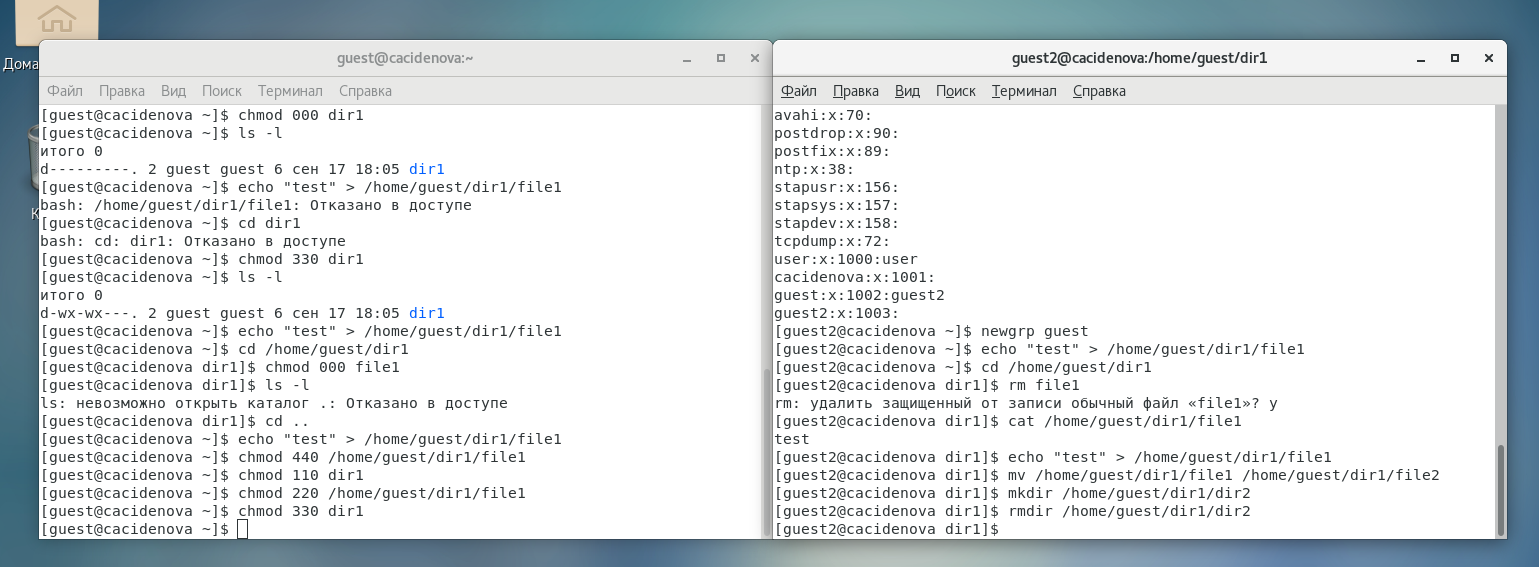 Дома
К
guest@cacidenova:~
Файл Правка Вид Поиск Терминал Справка
[guest@cacidenova ~]$ chmod 000 dir1
[guest@cacidenova ~]$ ls -l
итого 0
d---------. 2 guest guest 6 сен 17 18:05 dir1
[guest@cacidenova ~]$ echo "test" > /home/guest/dir1/file1
bash: /home/guest/dir1/file1: Отказано в доступе
[guest@cacidenova ~]$ cd dir1
bash: cd: dir1: Отказано в доступе
[guest@cacidenova ~]$ chmod 330 dir1
[guest@cacidenova ~]$ ls -l
итого 0
d-wx-wx---. 2 guest guest 6 сен 17 18:05 dir1
[guest@cacidenova ~]$ echo "test" > /home/guest/dir1/file1
[guest@cacidenova ~]$ cd /home/guest/dir1
[guest@cacidenova dir1]$ chmod 000 file1
[guest@cacidenova dir1]$ ls -l
ls: невозможно открыть каталог .: Отказано в доступе
[guest@cacidenova dir1]$ cd ..
[guest@cacidenova ~]$ echo "test" > /home/guest/dir1/file1
[guest@cacidenova ~]$ chmod 440 /home/guest/dir1/file1
[guest@cacidenova ~]$ chmod 110 dir1
[guest@cacidenova ~]$ chmod 220 /home/guest/dir1/file1
[guest@cacidenova ~]$ chmod 330 dir1
[guest@cacidenova ~]$
guest2@cacidenova:/home/guest/dir1
Файл Правка Вид Поиск Терминал Справка
avahi:x:70:
postdrop:x:90:
postfix:x:89:
ntp:x:38:
stapusr:x:156:
stapsys:x:157:
stapdev:x:158:
tcpdump:x:72:
user:x:1000:user
cacidenova:x:1001:
guest:x:1002:guest2
guest2:x:1003:
[guest2@cacidenova ~]$ newgrp guest
[guest2@cacidenova ~]$ echo "test" > /home/guest/dir1/file1
[guest2@cacidenova ~]$ cd /home/guest/dir1
[guest2@cacidenova dir1]$ rm file1
rm: удалить защищенный от записи обычный файл «file1»? y
[guest2@cacidenova dir1]$ cat /home/guest/dir1/file1
test
[guest2@cacidenova dir1]$ echo "test" > /home/guest/dir1/file1
[guest2@cacidenova dir1]$ mv /home/guest/dir1/file1 /home/guest/dir1/file2
[guest2@cacidenova dir1]$ mkdir /home/guest/dir1/dir2
[guest2@cacidenova dir1]$ rmdir /home/guest/dir1/dir2
[guest2@cacidenova dir1]$